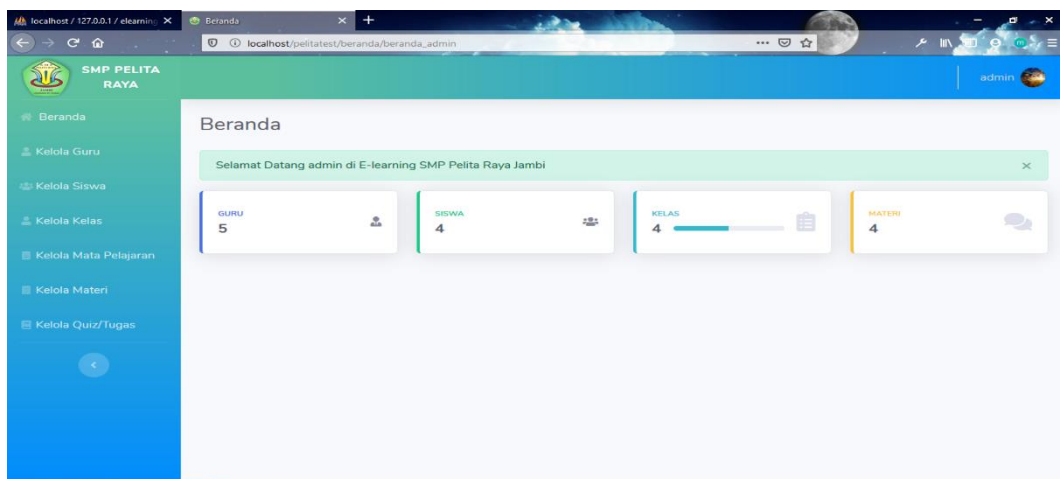 localhost / 127.0.0.1 / elearning
Beranda
localhost/pelitatest/beranda/beranda_admin
SMP PELITA
RAYA
admin
Beranda
Kelola Guru
Kelola Siswa
Kelola Kelas
Kelola Mata Pelajaran
Kelola Materi
Kelola Quiz/Tugas
Beranda
Selamat Datang admin di E-learning SMP Pelita Raya Jambi
GURU
5
SISWA
4
KELAS
4
MATERI
4